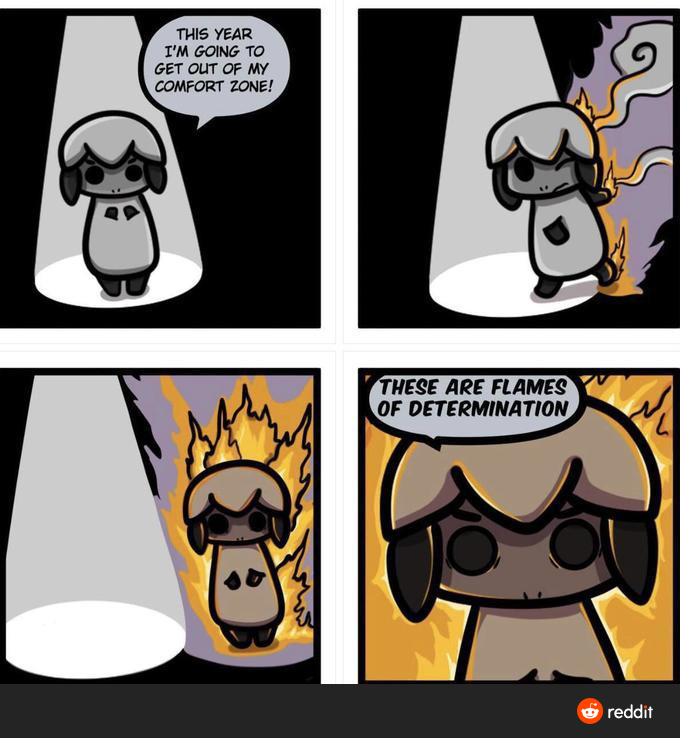 THIS YEAR
I'M GOING TO
GET OUT OF MY
COMFORT ZONE!
THESE ARE FLAMES
OF DETERMINATION
reddit